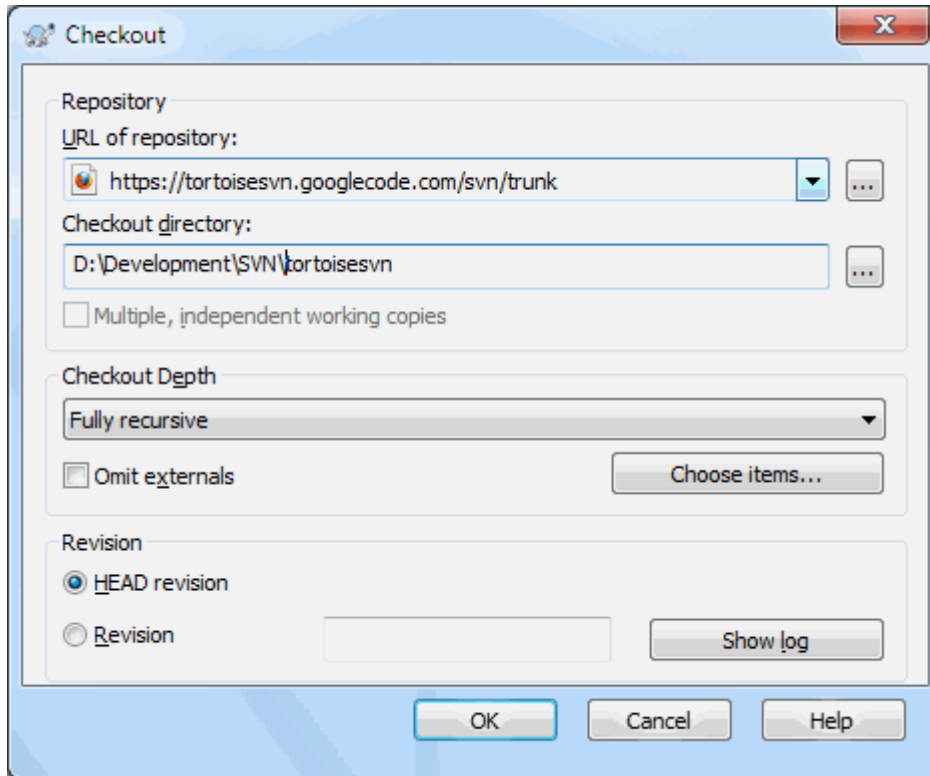 Checkout
Repository
URL of repository:
https://tortoisesvn.googlecode.com/svn/trunk
...
Checkout directory:
D:\Development\SVN\tortoisesvn
...
Multiple, independent working copies
Checkout Depth
Fully recursive
Omit externals
Choose items...
Revision
HEAD revision
Revision
Show log
OK
Cancel
Help